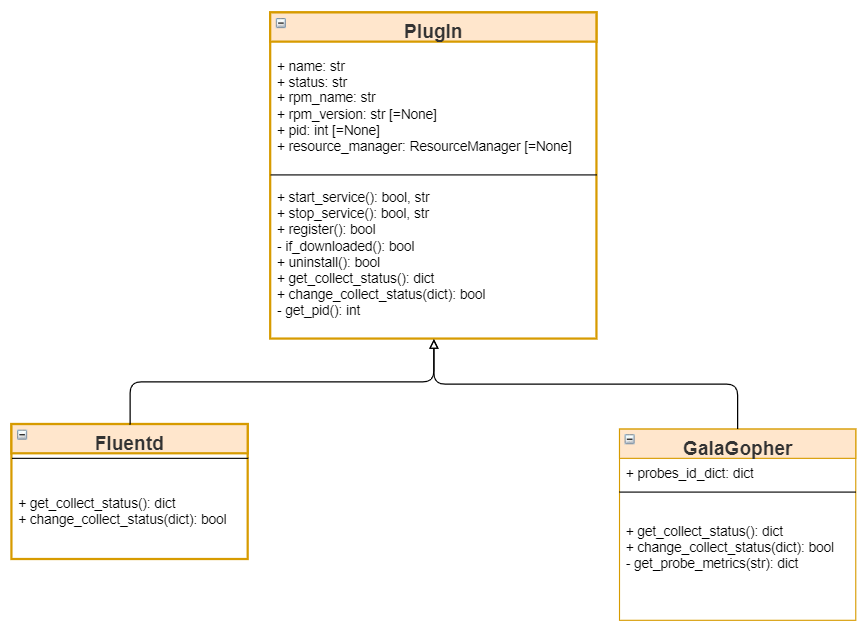 PlugIn
+ name: str
+ status: str
+ rpm_name: str
+ rpm_version: str [=None]
+ pid: int [=None]
+ resource_manager: ResourceManager [=None]
+ start_service(): bool, str
+ stop_service(): bool, str
+ register(): bool
- if_downloaded(): bool
+ uninstall(): bool
+ get_collect_status(): dict
+ change_collect_status(dict): bool
- get_pid(): int
Fluentd
+ get_collect_status(): dict
+ change_collect_status(dict): bool
GalaGopher
+ probes_id_dict: dict
+ get_collect_status(): dict
+ change_collect_status(dict): bool
- get_probe_metrics(str): dict